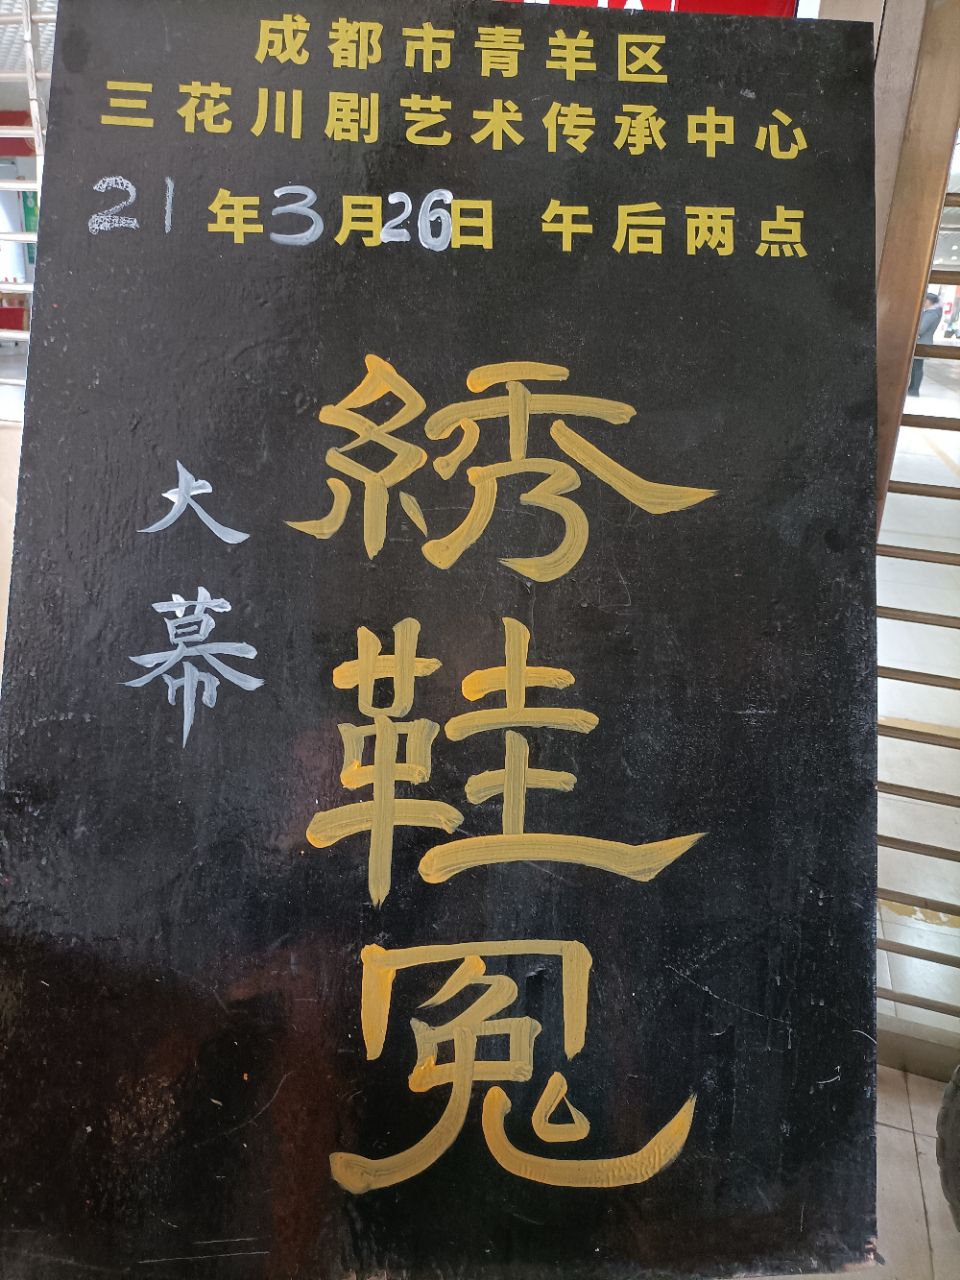 成都市青羊区
三花川剧艺术传承中心
21年3月26日 午后两点
大幕
綉鞋冤